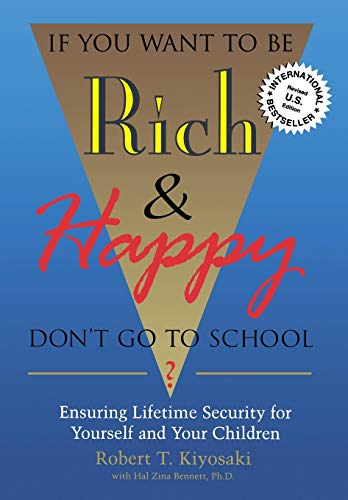 IF YOU WANT TO BE
Rich
INTERNATIONAL
Revised
U.S.
Edition
BESTSELLER
&
Happy
DON'T GO TO SCHOOL
?
Ensuring Lifetime Security for
Yourself and Your Children
Robert T. Kiyosaki
with Hal Zina Bennett, Ph.D.